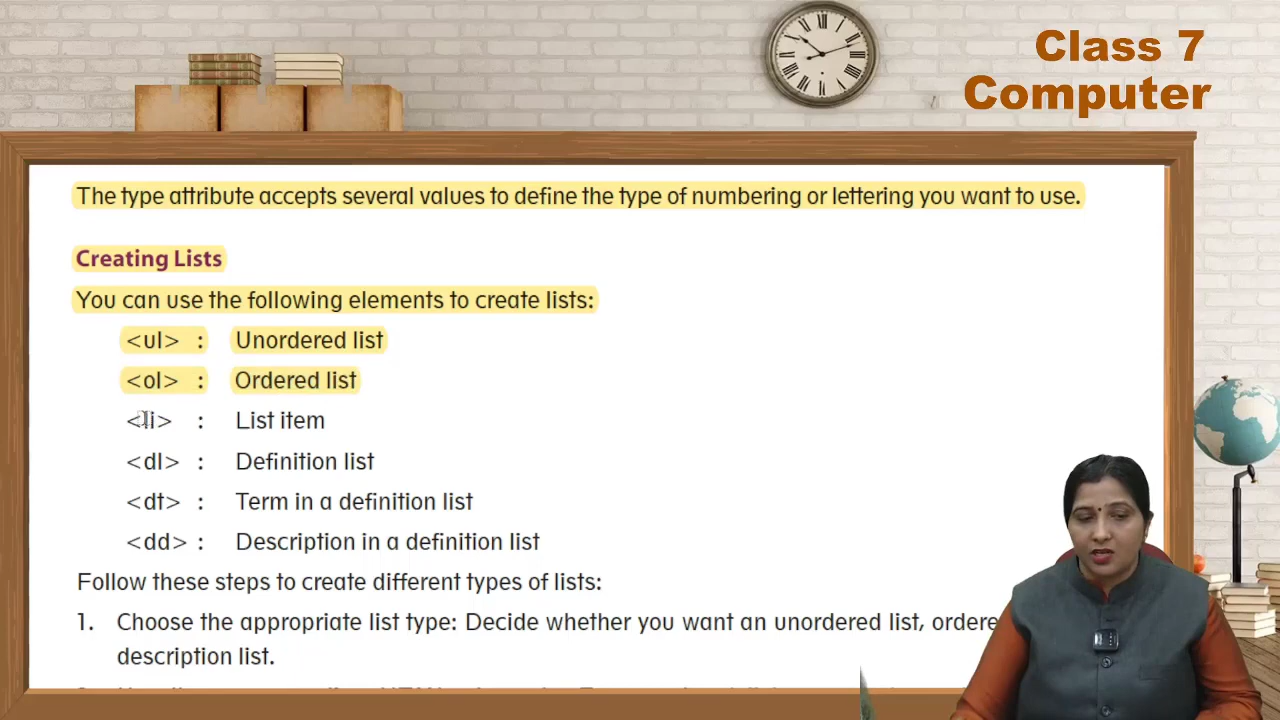 Class 7
Computer
The type attribute accepts several values to define the type of numbering or lettering you want to use.
Creating Lists
You can use the following elements to create lists:
<ul> : Unordered list
<ol> : Ordered list
<li> : List item
<dl> : Definition list
<dt> : Term in a definition list
<dd> : Description in a definition list
Follow these steps to create different types of lists:
1. Choose the appropriate list type: Decide whether you want an unordered list, ordere
description list.